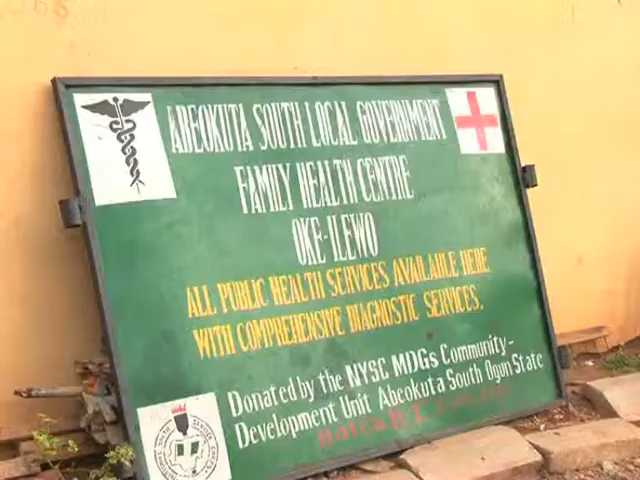 ABEOKUTA SOUTH LOCAL GOVERNMENT
FAMILY HEALTH CENTRE
OKE-ILEWO
ALL PUBLIC HEALTH SERVICES AVAILABLE HERE
WITH COMPREHENSIVE DIAGNOSTIC SERVICES.
Donated by the NYSC MDGs Community-
Development Unit Abeokuta South Ogun State